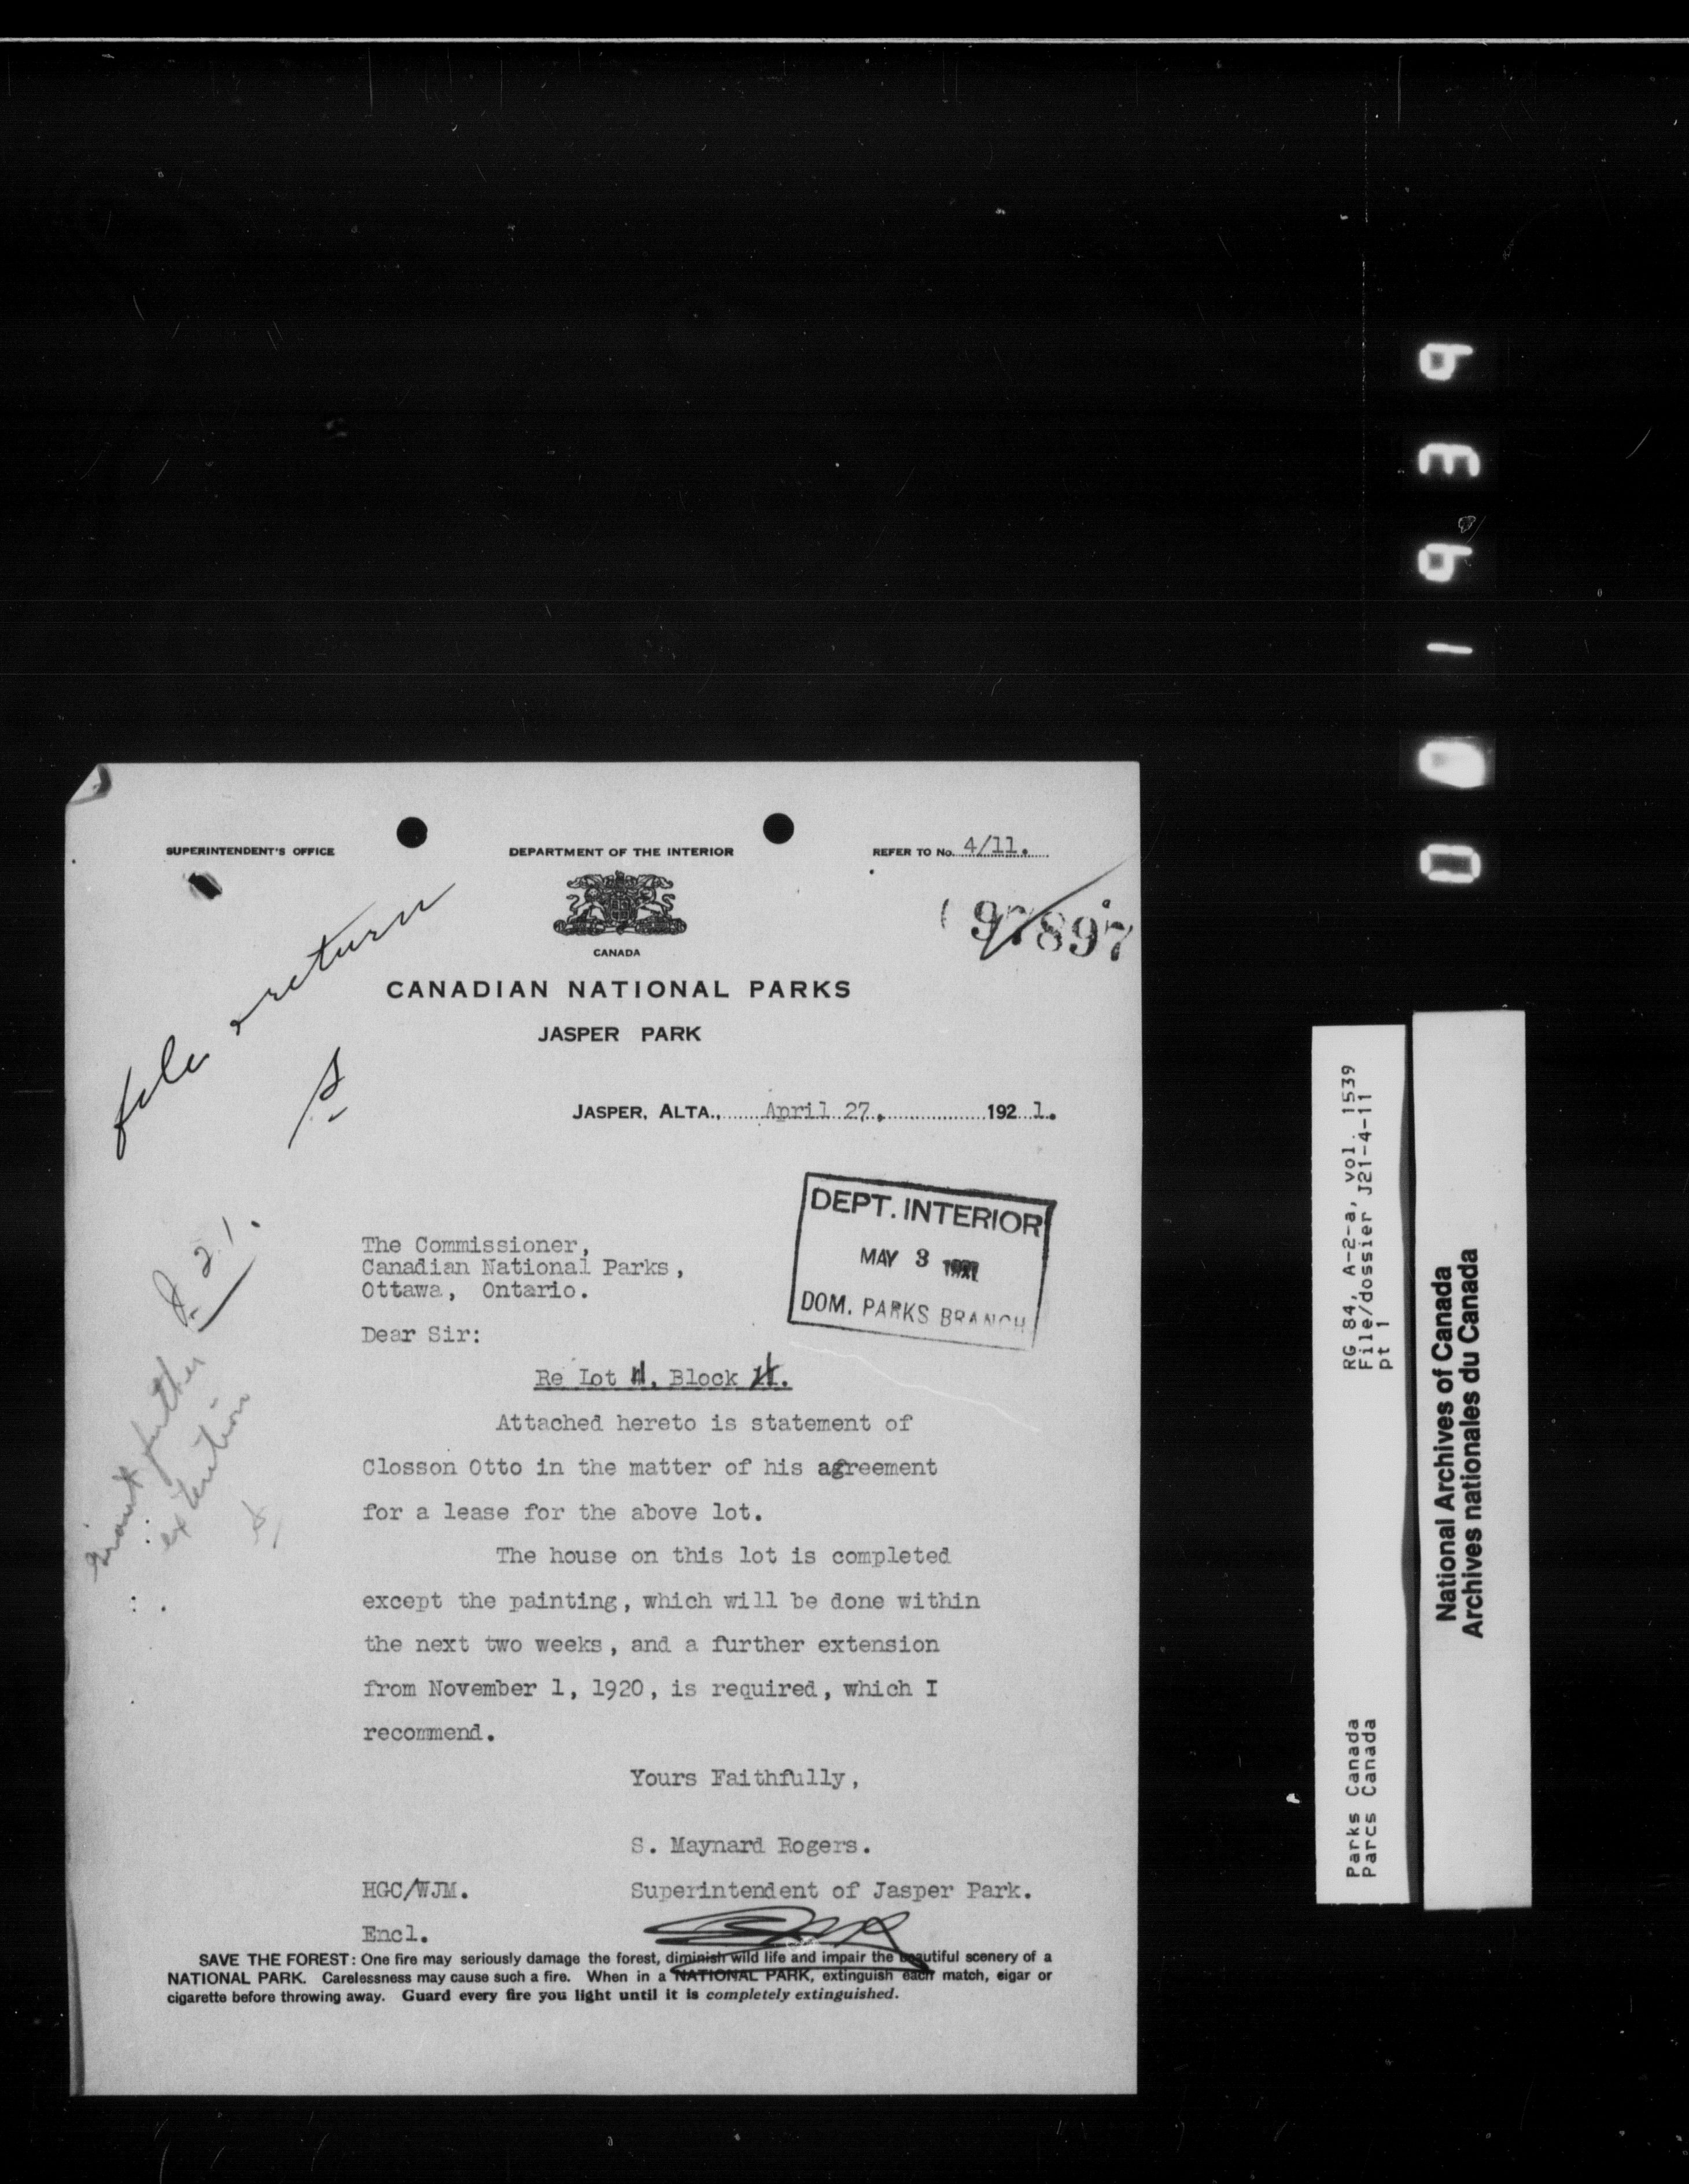 SUPERINTENDENT'S OFFICE
DEPARTMENT OF THE INTERIOR
REFER TO No. 4/11.
CANADA
97897
CANADIAN NATIONAL PARKS
JASPER PARK
file return
JASPER, ALTA., April 27, 1921.
DEPT. INTERIOR
MAY 3 1921
DOM. PARKS BRANCH
The Commissioner,
Canadian National Parks,
Ottawa, Ontario.
Dear Sir:
Re Lot , Block .
Attached hereto is statement of
Closson Otto in the matter of his agreement
for a lease for the above lot.
The house on this lot is completed
except the painting, which will be done within
the next two weeks, and a further extension
from November 1, 1920, is required, which I
recommend.
grant further
extention
Yours Faithfully,
S. Maynard Rogers.
HGC/WJM.
Superintendent of Jasper Park.
Encl.
SAVE THE FOREST: One fire may seriously damage the forest, diminish wild life and impair the beautiful scenery of a
NATIONAL PARK. Carelessness may cause such a fire. When in a NATIONAL PARK, extinguish each match, cigar or
cigarette before throwing away. Guard every fire you light until it is completely extinguished.
RG 84, A-2-a, vol. 1539
File/dossier J21-4-11
pt 1
Parks Canada
Parcs Canada
National Archives of Canada
Archives nationales du Canada